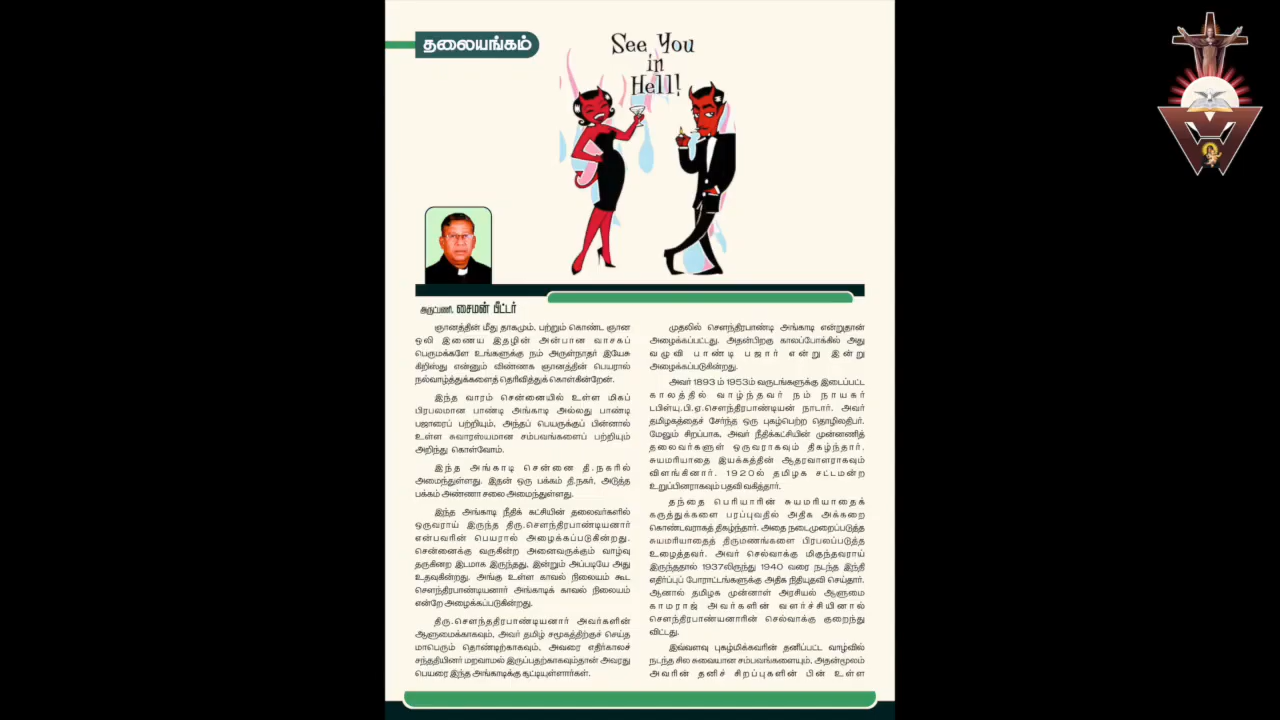 தலையங்கம்
See You
in
Hell!
அருட்பணி. சைமன் பீட்டர்
ஞானத்தின் மீது தாகமும், பற்றும் கொண்ட ஞான
ஒலி இணைய இதழின் அன்பான வாசகப்
பெருமக்களே உங்களுக்கு நம் அருள்நாதர் இயேசு
கிறிஸ்து என்னும் விண்ணக ஞானத்தின் பெயரால்
நல்வாழ்த்துக்களைத் தெரிவித்துக் கொள்கின்றேன்.
இந்த வாரம் சென்னையில் உள்ள மிகப்
பிரபலமான பாண்டி அங்காடி அல்லது பாண்டி
பஜாரைப் பற்றியும், அந்தப் பெயருக்குப் பின்னால்
உள்ள சுவாரஸ்யமான சம்பவங்களைப் பற்றியும்
அறிந்து கொள்வோம்.
இந்த அங்காடி சென்னை தி.நகரில்
அமைந்துள்ளது. இதன் ஒரு பக்கம் தி.நகர், அடுத்த
பக்கம் அண்ணா சாலை அமைந்துள்ளது.
இந்த அங்காடி நீதிக் கட்சியின் தலைவர்களில்
ஒருவராய் இருந்த திரு.சௌந்திரபாண்டியனார்
என்பவரின் பெயரால் அழைக்கப்படுகின்றது.
சென்னைக்கு வருகின்ற அனைவருக்கும் வாழ்வு
தருகினற இடமாக இருந்தது, இன்றும் அப்படியே அது
உதவுகின்றது. அங்கு உள்ள காவல் நிலையம் கூட
சௌந்திரபாண்டியனார் அங்காடிக் காவல் நிலையம்
என்றே அழைக்கப்படுகின்றது.
திரு.சௌந்ததிரபாண்டியனார் அவர்களின்
ஆளுமைக்காகவும், அவர் தமிழ் சமூகத்திற்குச் செய்த
மாபெரும் தொண்டிற்காகவும், அவரை எதிர்காலச்
சந்ததியினர் மறவாமல் இருப்பதற்காகவும்தான் அவரது
பெயரை இந்த அங்காடிக்கு சூட்டியுள்ளார்கள்.
முதலில் சௌந்திரபாண்டி அங்காடி என்றுதான்
அழைக்கப்பட்டது. அதன்பிறகு காலப்போக்கில் அது
வழுவி பாண்டி பஜார் என்று இன்று
அழைக்கப்படுகின்றது.
அவர் 1893 ம் 1953ம் வருடங்களுக்கு இடைப்பட்ட
காலத்தில் வாழ்ந்தவர் நம் நாயகர்
டபிள்யு.பி.ஏ.சௌந்திரபாண்டியன் நாடார். அவர்
தமிழகத்தைச் சேர்ந்த ஒரு புகழ்பெற்ற தொழிலதிபர்.
மேலும் சிறப்பாக, அவர் நீதிக்கட்சியின் முன்னணித்
தலைவர்களுள் ஒருவராகவும் திகழ்ந்தார்.
சுயமரியாதை இயக்கத்தின் ஆதரவாளராகவும்
விளங்கினார். 1920ல் தமிழக சட்டமன்ற
உறுப்பினராகவும் பதவி வகித்தார்.
தந்தை பெரியாரின் சுயமரியாதைக்
கருத்துக்களை பரப்புவதில் அதிக அக்கறை
கொண்டவராகத் திகழ்ந்தார். அதை நடைமுறைப்படுத்த
சுயமரியாதைத் திருமணங்களை பிரபலப்படுத்த
உழைத்தவர். அவர் செல்வாக்கு மிகுந்தவராய்
இருந்ததால் 1937லிருந்து 1940 வரை நடந்த இந்தி
எதிர்ப்புப் போராட்டங்களுக்கு அதிக நிதியுதவி செய்தார்.
ஆனால் தமிழக முன்னாள் அரசியல் ஆளுமை
காமராஜ் அவர்களின் வளர்ச்சியினால்
சௌந்திரபாண்யனாரின் செல்வாக்கு குறைந்து
விட்டது.
இவ்வளவு புகழ்மிக்கவரின் தனிப்பட்ட வாழ்வில்
நடந்த சில சுவையான சம்பவங்களையும், அதன்மூலம்
அவரின் தனிச் சிறப்புகளின் பின் உள்ள